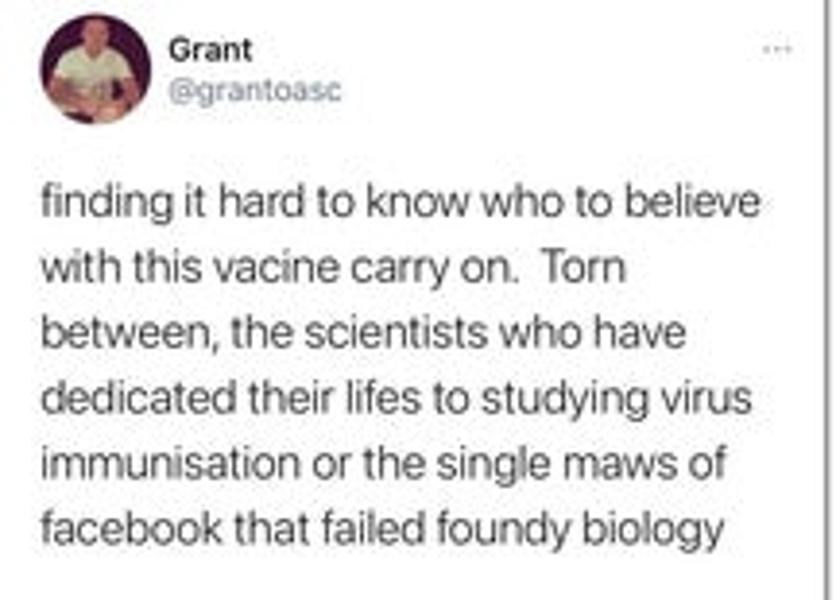 Grant
@grantoasc
finding it hard to know who to believe
with this vacine carry on. Torn
between, the scientists who have
dedicated their lifes to studying virus
immunisation or the single maws of
facebook that failed foundy biology